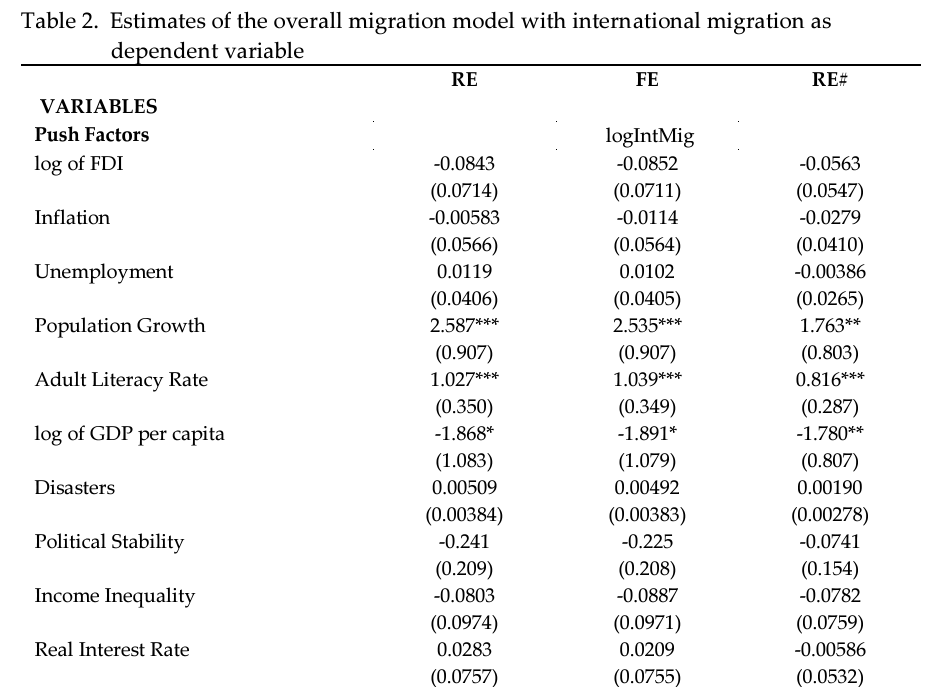 Table 2. Estimates of the overall migration model with international migration as
dependent variable
RE FE RE#
VARIABLES
Push Factors logIntMig
log of FDI -0.0843 -0.0852 -0.0563
(0.0714) (0.0711) (0.0547)
Inflation -0.00583 -0.0114 -0.0279
(0.0566) (0.0564) (0.0410)
Unemployment 0.0119 0.0102 -0.00386
(0.0406) (0.0405) (0.0265)
Population Growth 2.587*** 2.535*** 1.763**
(0.907) (0.907) (0.803)
Adult Literacy Rate 1.027*** 1.039*** 0.816***
(0.350) (0.349) (0.287)
log of GDP per capita -1.868* -1.891* -1.780**
(1.083) (1.079) (0.807)
Disasters 0.00509 0.00492 0.00190
(0.00384) (0.00383) (0.00278)
Political Stability -0.241 -0.225 -0.0741
(0.209) (0.208) (0.154)
Income Inequality -0.0803 -0.0887 -0.0782
(0.0974) (0.0971) (0.0759)
Real Interest Rate 0.0283 0.0209 -0.00586
(0.0757) (0.0755) (0.0532)